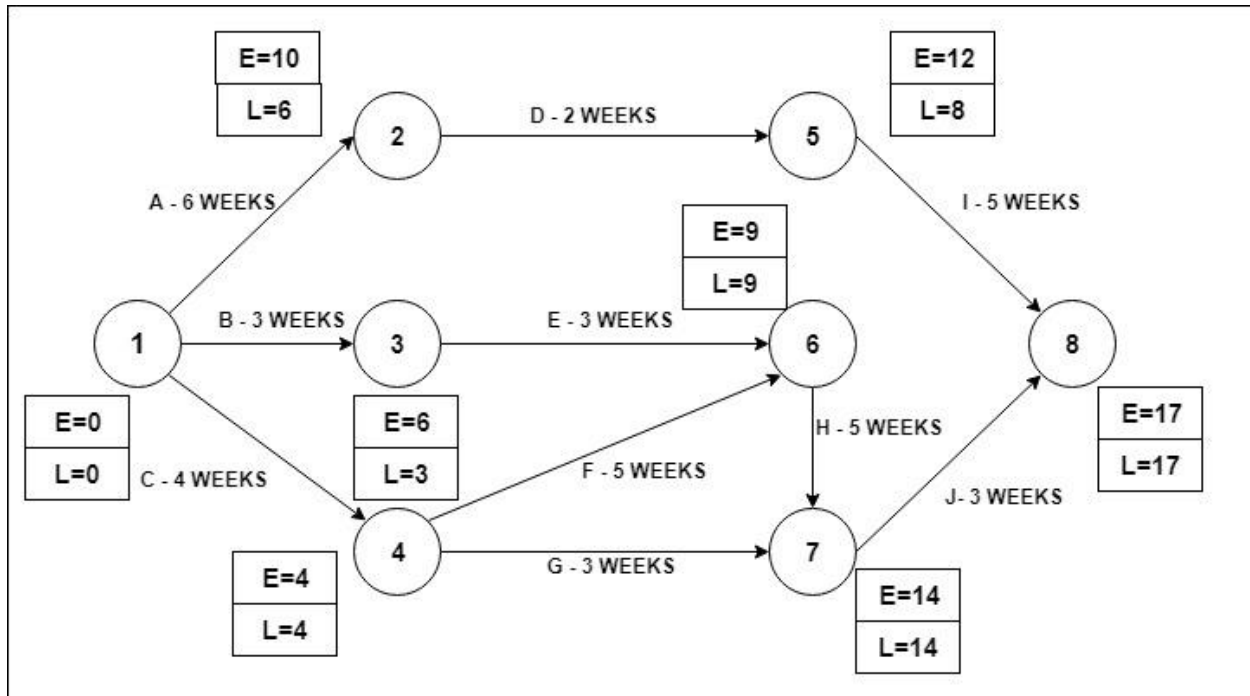 E=10
L=6
2
D - 2 WEEKS
5
E=12
L=8
A - 6 WEEKS
I - 5 WEEKS
E=9
L=9
1
B - 3 WEEKS
3
E - 3 WEEKS
6
8
E=0
L=0
C - 4 WEEKS
E=6
L=3
F - 5 WEEKS
H - 5 WEEKS
E=17
L=17
J- 3 WEEKS
4
G - 3 WEEKS
7
E=4
L=4
E=14
L=14